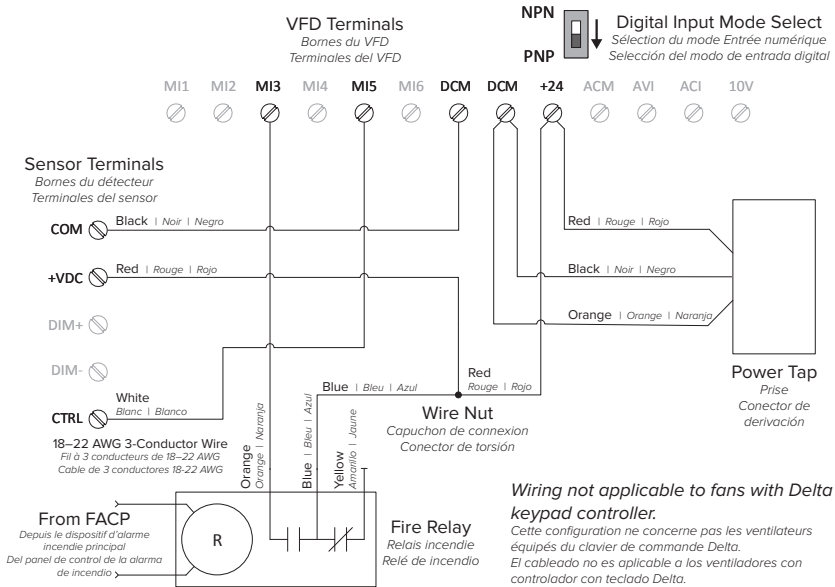 VFD Terminals
Bornes du VFD
Terminales del VFD
NPN
PNP
Digital Input Mode Select
Sélection du mode Entrée numérique
Selección del modo de entrada digital
MI1 MI2 MI3 MI4 MI5 MI6 DCM DCM +24 ACM AVI ACI 10V
Sensor Terminals
Bornes du détecteur
Terminales del sensor
COM
Black | Noir | Negro
+VDC
Red | Rouge | Rojo
DIM+
DIM-
CTRL
White
Blanc | Blanco
18–22 AWG 3-Conductor Wire
Fil à 3 conducteurs de 18–22 AWG
Cable de 3 conductores 18-22 AWG
Red | Rouge | Rojo
Black | Noir | Negro
Orange | Orange | Naranja
Power Tap
Prise
Conector de
derivación
Blue | Bleu | Azul
Red
Rouge | Rojo
Wire Nut
Capuchon de connexion
Conector de torsión
Orange
Orange | Naranja
Blue | Bleu | Azul
Yellow
Amarillo | Jaune
From FACP
Depuis le dispositif d'alarme
incendie principal
Del panel de control de la alarma
de incendio
R
Fire Relay
Relais incendie
Relé de incendio
Wiring not applicable to fans with Delta
keypad controller.
Cette configuration ne concerne pas les ventilateurs
équipés du clavier de commande Delta.
El cableado no es aplicable a los ventiladores con
controlador con teclado Delta.